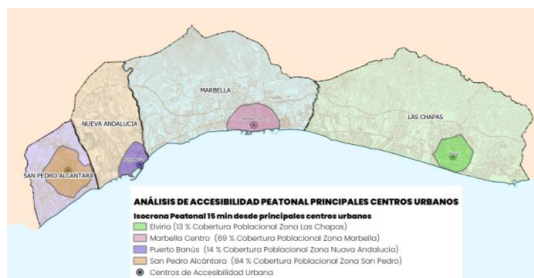 MARBELLA
NUEVA ANDALUCIA
LAS CHAPAS
SAN PEDRO ALCANTARA
ANÁLISIS DE ACCESIBILIDAD PEATONAL PRINCIPALES CENTROS URBANOS
Isocrona Peatonal 15 min desde principales centros urbanos
Elviria (13 % Cobertura Poblacional Zona Las Chapas)
Marbella Centro (69 % Cobertura Poblacional Zona Marbella)
Puerto Banús (14 % Cobertura Poblacional Zona Nuava Andalucía)
San Pedro Alcántara (84 % Cobertura Poblacional Zona San Pedro)
Centros de Accesibilidad Urbana